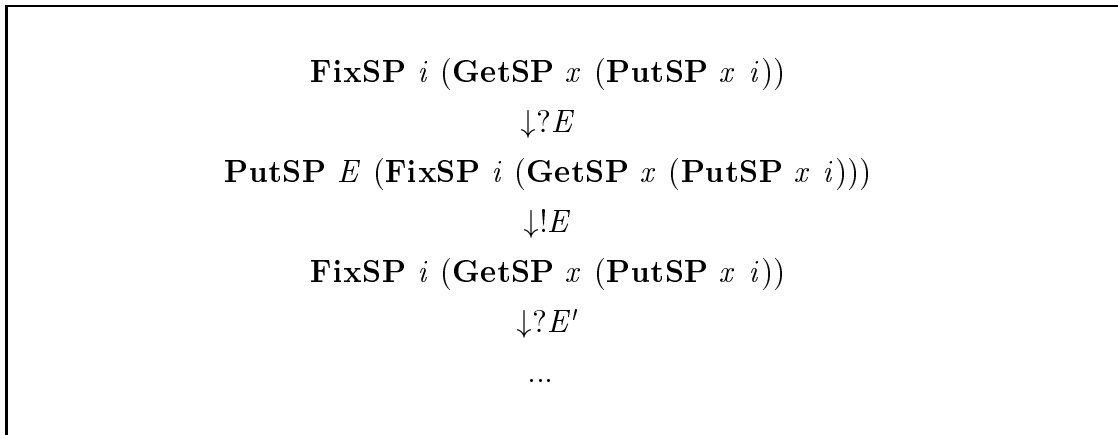 FixSP i (GetSP x (PutSP x i))
↓?E
PutSP E (FixSP i (GetSP x (PutSP x i)))
↓!E
FixSP i (GetSP x (PutSP x i))
↓?E′
...